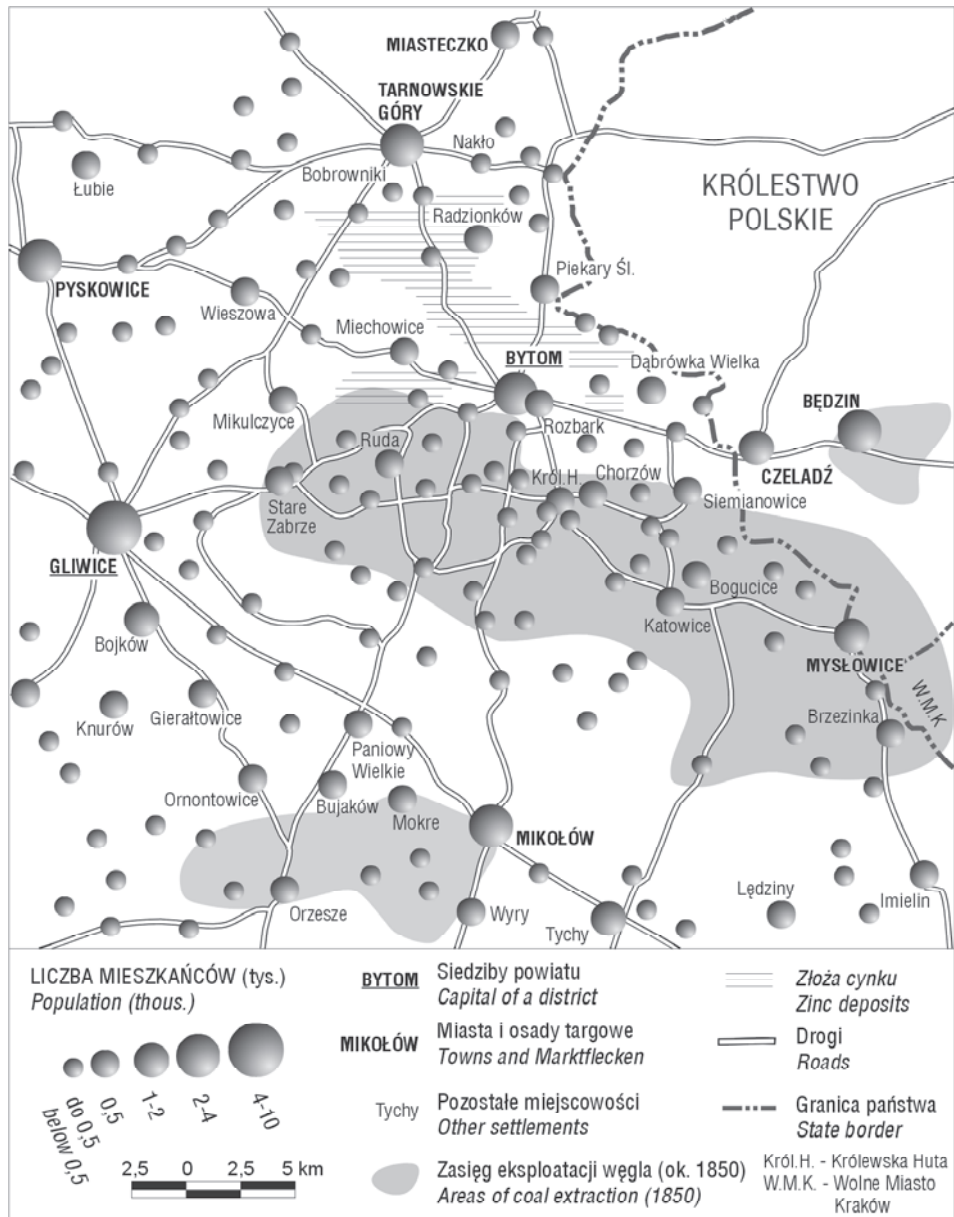 MIASTECZKO
TARNOWSKIE
GÓRY
Nakło
Łubie
Bobrowniki
KRÓLESTWO
POLSKIE
Radzionków
Piekary Śl.
PYSKOWICE
Wieszowa
Miechowice
BYTOM
Dąbrówka Wielka
BĘDZIN
Mikulczyce
Rozbark
Ruda
CZELADŹ
Król.H.
Chorzów
Siemianowice
Stare
Zabrze
GLIWICE
Bogucice
Bojków
Katowice
MYSŁOWICE
W.M.K
Knurów
Gierałtowice
Brzezinka
Paniowy
Wielkie
Ornontowice
Bujaków
Mokre
MIKOŁÓW
Lędziny
Imielin
Orzesze
Wyry
Tychy
LICZBA MIESZKAŃCÓW (tys.)
Population (thous.)
do 0,5
below 0,5
0,5
1-2
2-4
4-10
2,5 0 2,5 5 km
BYTOM
Siedziby powiatu
Capital of a district
MIKOŁÓW
Miasta i osady targowe
Towns and Marktflecken
Tychy
Pozostałe miejscowości
Other settlements
Zasięg eksploatacji węgla (ok. 1850)
Areas of coal extraction (1850)
Złoża cynku
Zinc deposits
Drogi
Roads
Granica państwa
State border
Król.H. - Królewska Huta
W.M.K. - Wolne Miasto
Kraków